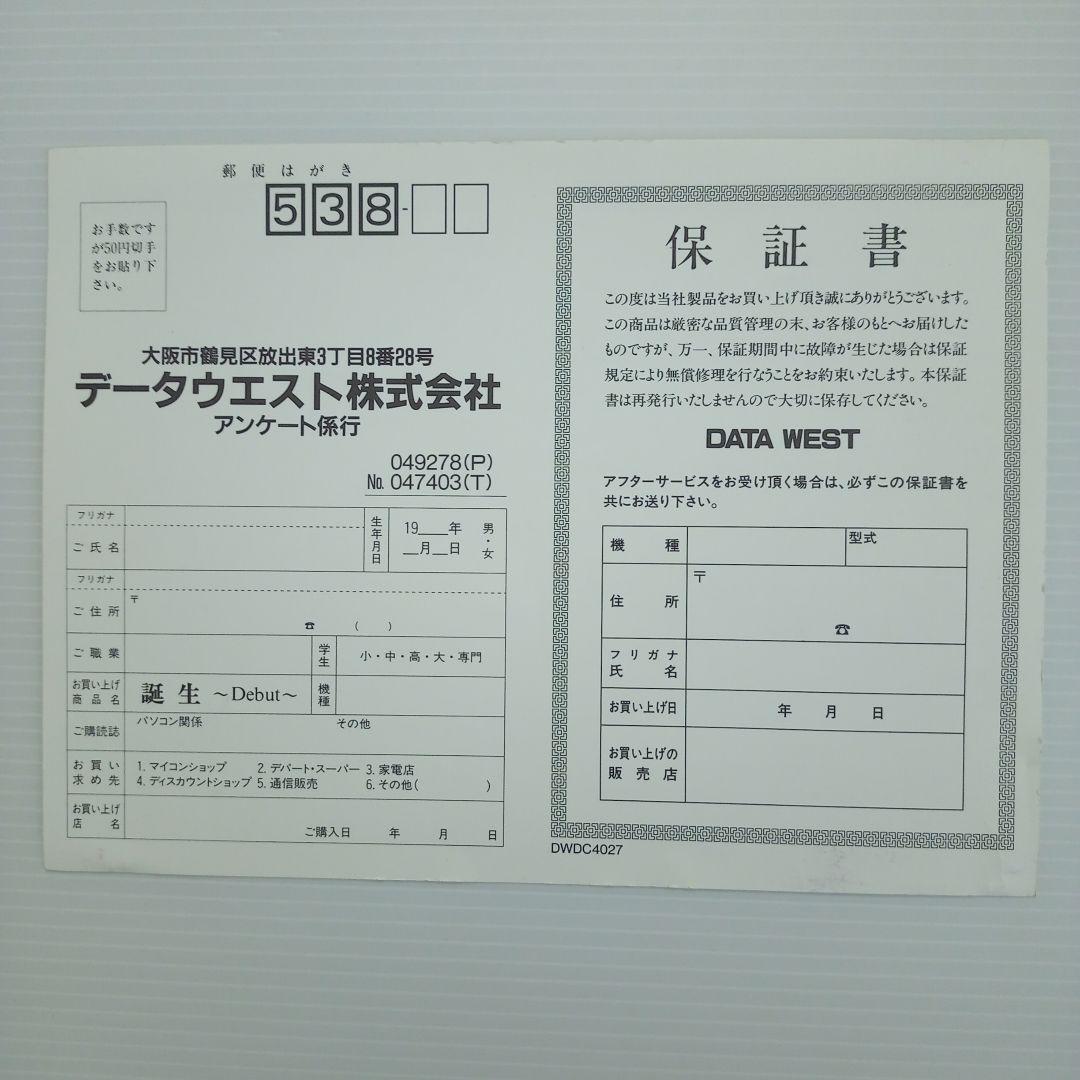 郵便はがき
538-
お手数です
が50円切手
をお貼り下
さい。
大阪市鶴見区放出東3丁目8番28号
データウエスト株式会社
アンケート係行
049278(P)
No. 047403(T)
フリガナ
ご氏名
生年月日
19____年
__月__日
男・女
フリガナ
ご住所
〒
☎ ( )
ご職業
学生
小・中・高・大・専門
お買い上げ
商品名
誕生 ~Debut~
機種
ご購読誌
パソコン関係 その他
お買い
求め先
1. マイコンショップ 2. デパート・スーパー 3. 家電店
4. ディスカウントショップ 5. 通信販売 6. その他( )
お買い上げ
店名
ご購入日 年 月 日
保証書
この度は当社製品をお買い上げ頂き誠にありがとうございます。
この商品は厳密な品質管理の末、お客様のもとへお届けした
ものですが、万一、保証期間中に故障が生じた場合は保証
規定により無償修理を行なうことをお約束いたします。本保証
書は再発行いたしませんので大切に保存してください。
DATA WEST
アフターサービスをお受け頂く場合は、必ずこの保証書を
共にお送り下さい。
機種
型式
住所
〒
☎
フリガナ
氏名
お買い上げ日
年 月 日
お買い上げの
販売店
DWDC4027